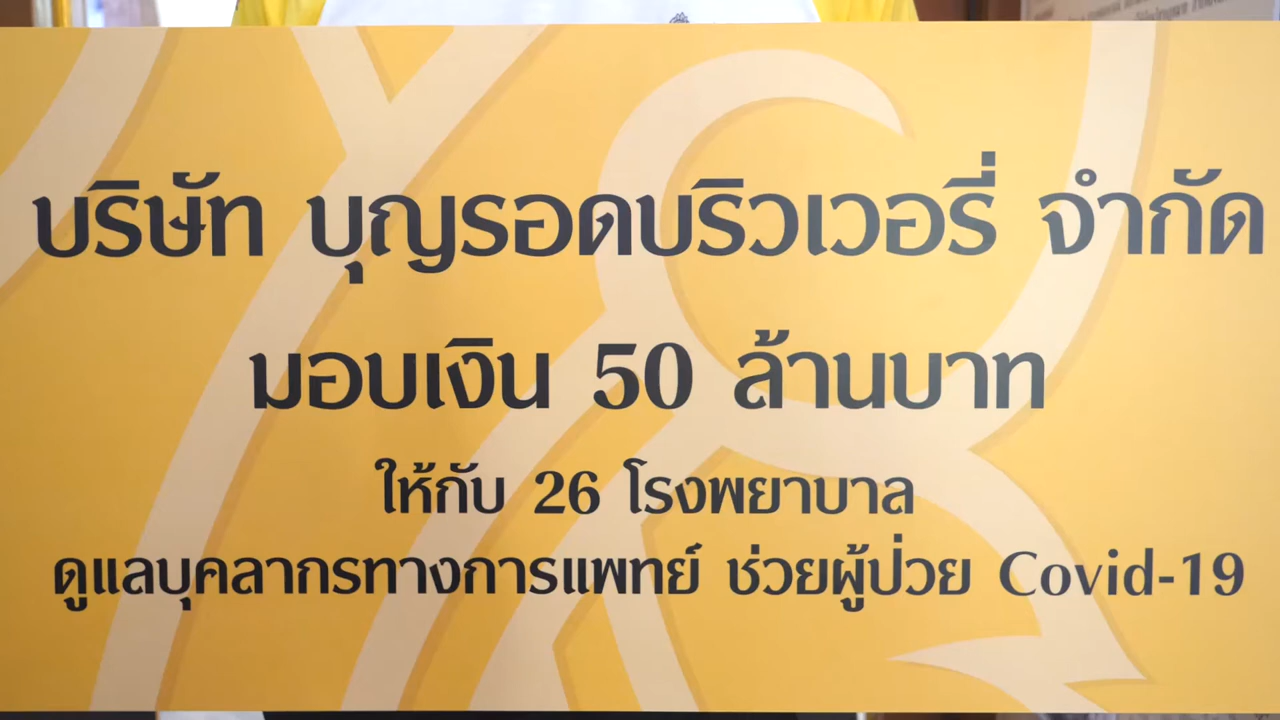 บริษัท บุญรอดบริวเวอรี่ จำกัด
มอบเงิน 50 ล้านบาท
ให้กับ 26 โรงพยาบาล
ดูแลบุคลากรทางการแพทย์ ช่วยผู้ป่วย Covid-19